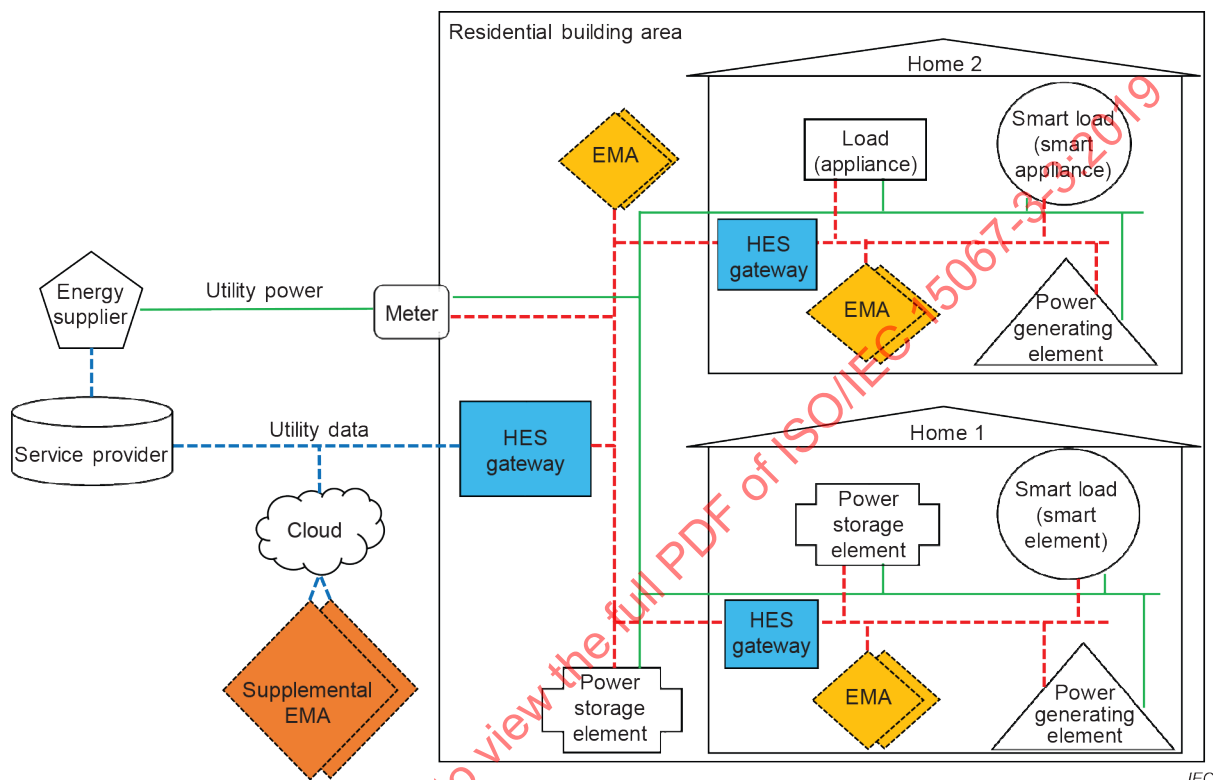 Residential building area
Home 2
EMA
Load
(appliance)
Smart load
(smart
appliance)
HES
gateway
EMA
Power
generating
element
Energy
supplier
Utility power
Meter
Service provider
Utility data
HES
gateway
Cloud
Supplemental
EMA
Power
storage
element
Home 1
Power
storage
element
Smart load
(smart
element)
HES
gateway
EMA
Power
generating
element
to view the full PDF of ISO/IEC 15067-3-3:2019
IEC